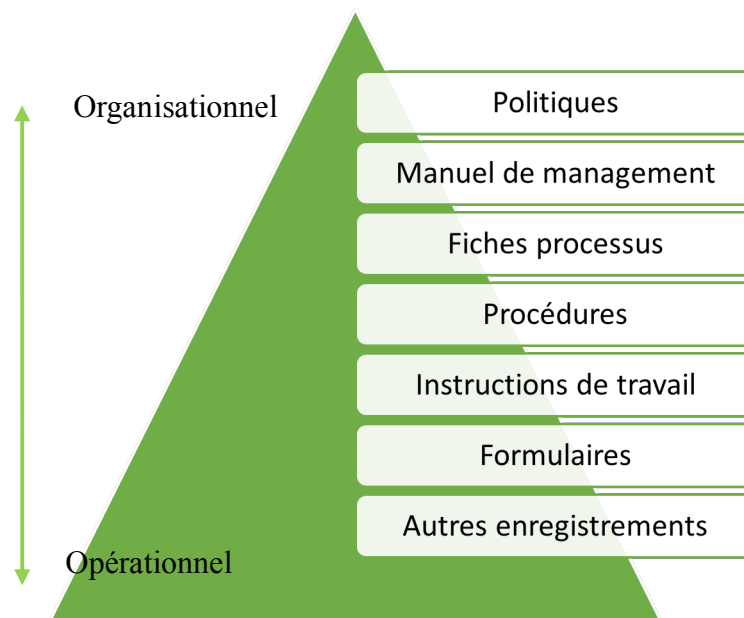 Politiques
Organisationnel
Manuel de management
Fiches processus
Procédures
Instructions de travail
Formulaires
Autres enregistrements
Opérationnel